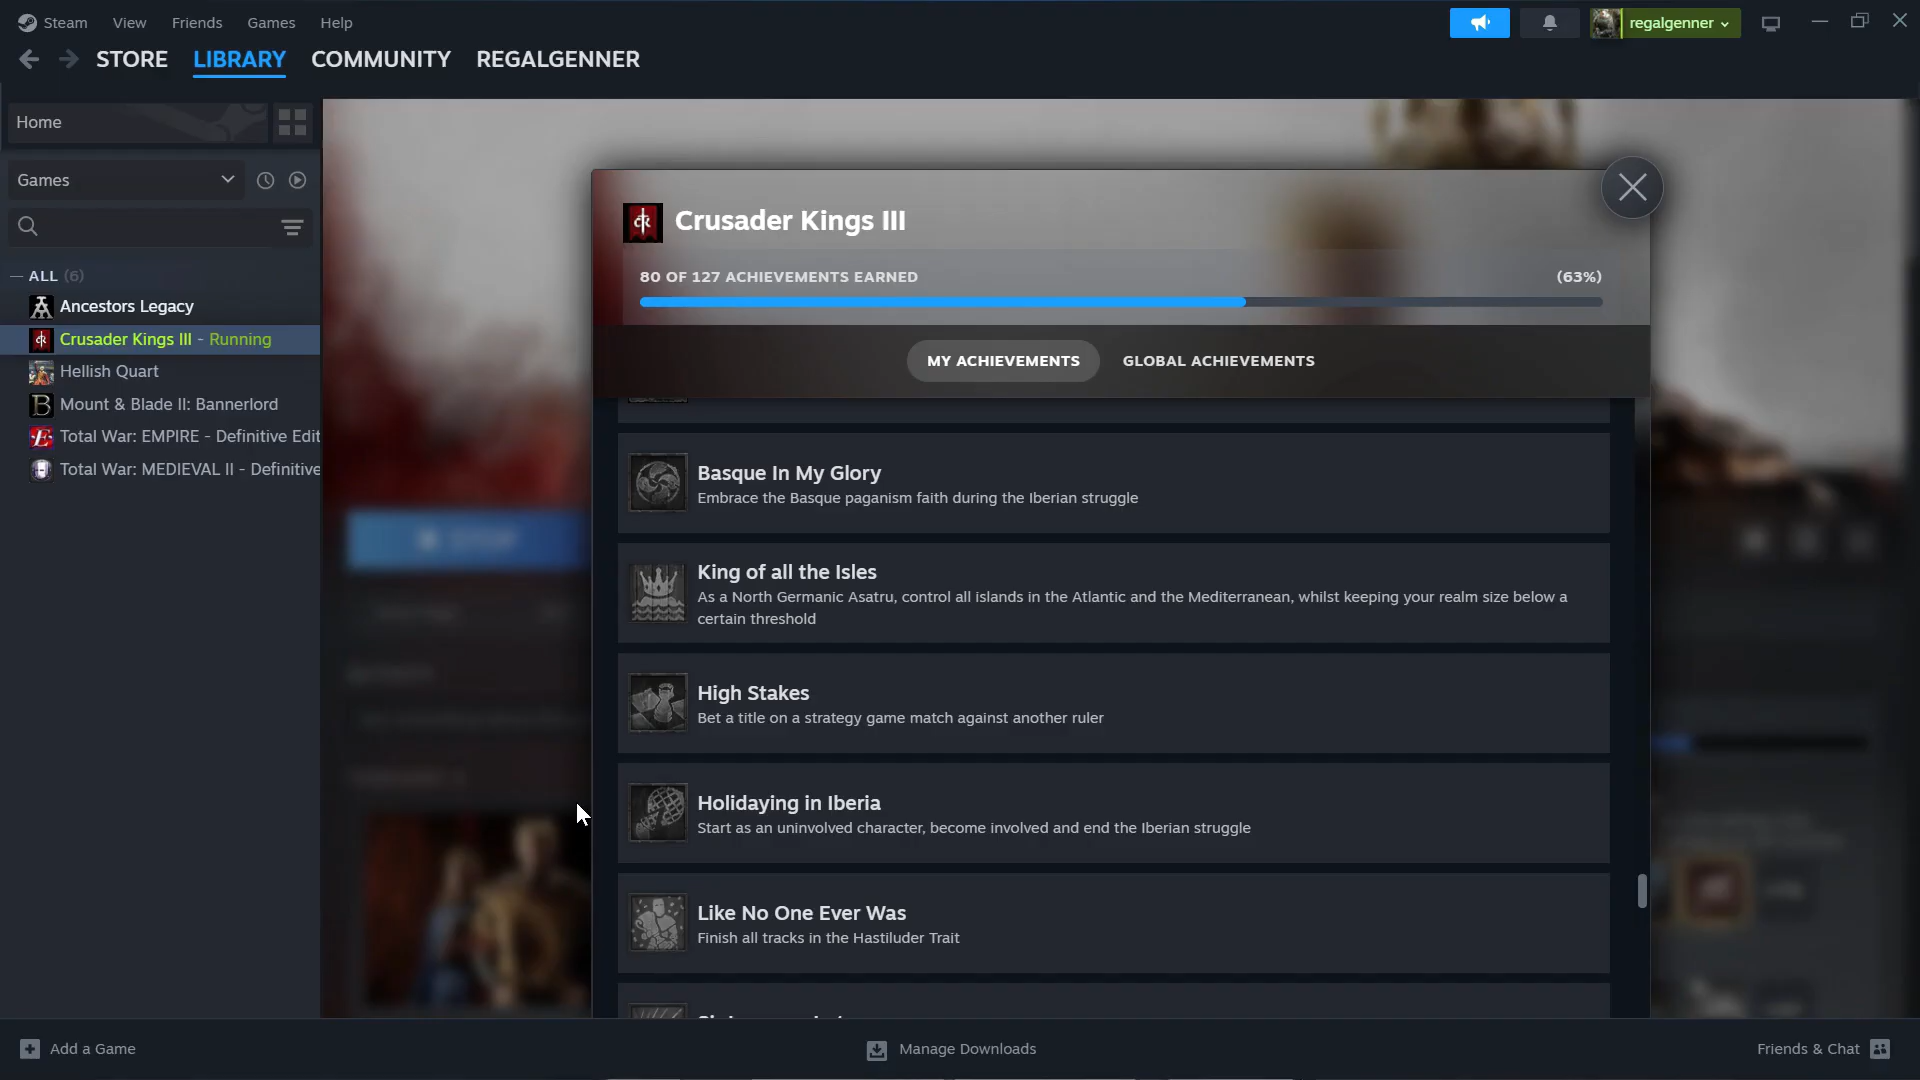 Steam View Friends Games Help
regalgenner
STORE LIBRARY COMMUNITY REGALGENNER
Home
Games
ALL (6)
Ancestors Legacy
Crusader Kings III - Running
Hellish Quart
Mount & Blade II: Bannerlord
Total War: EMPIRE - Definitive Edit
Total War: MEDIEVAL II - Definitive
STOP
Crusader Kings III
80 OF 127 ACHIEVEMENTS EARNED (63%)
MY ACHIEVEMENTS GLOBAL ACHIEVEMENTS
Basque In My Glory
Embrace the Basque paganism faith during the Iberian struggle
King of all the Isles
As a North Germanic Asatru, control all islands in the Atlantic and the Mediterranean, whilst keeping your realm size below a
certain threshold
High Stakes
Bet a title on a strategy game match against another ruler
Holidaying in Iberia
Start as an uninvolved character, become involved and end the Iberian struggle
Like No One Ever Was
Finish all tracks in the Hastiluder Trait
Add a Game Manage Downloads Friends & Chat